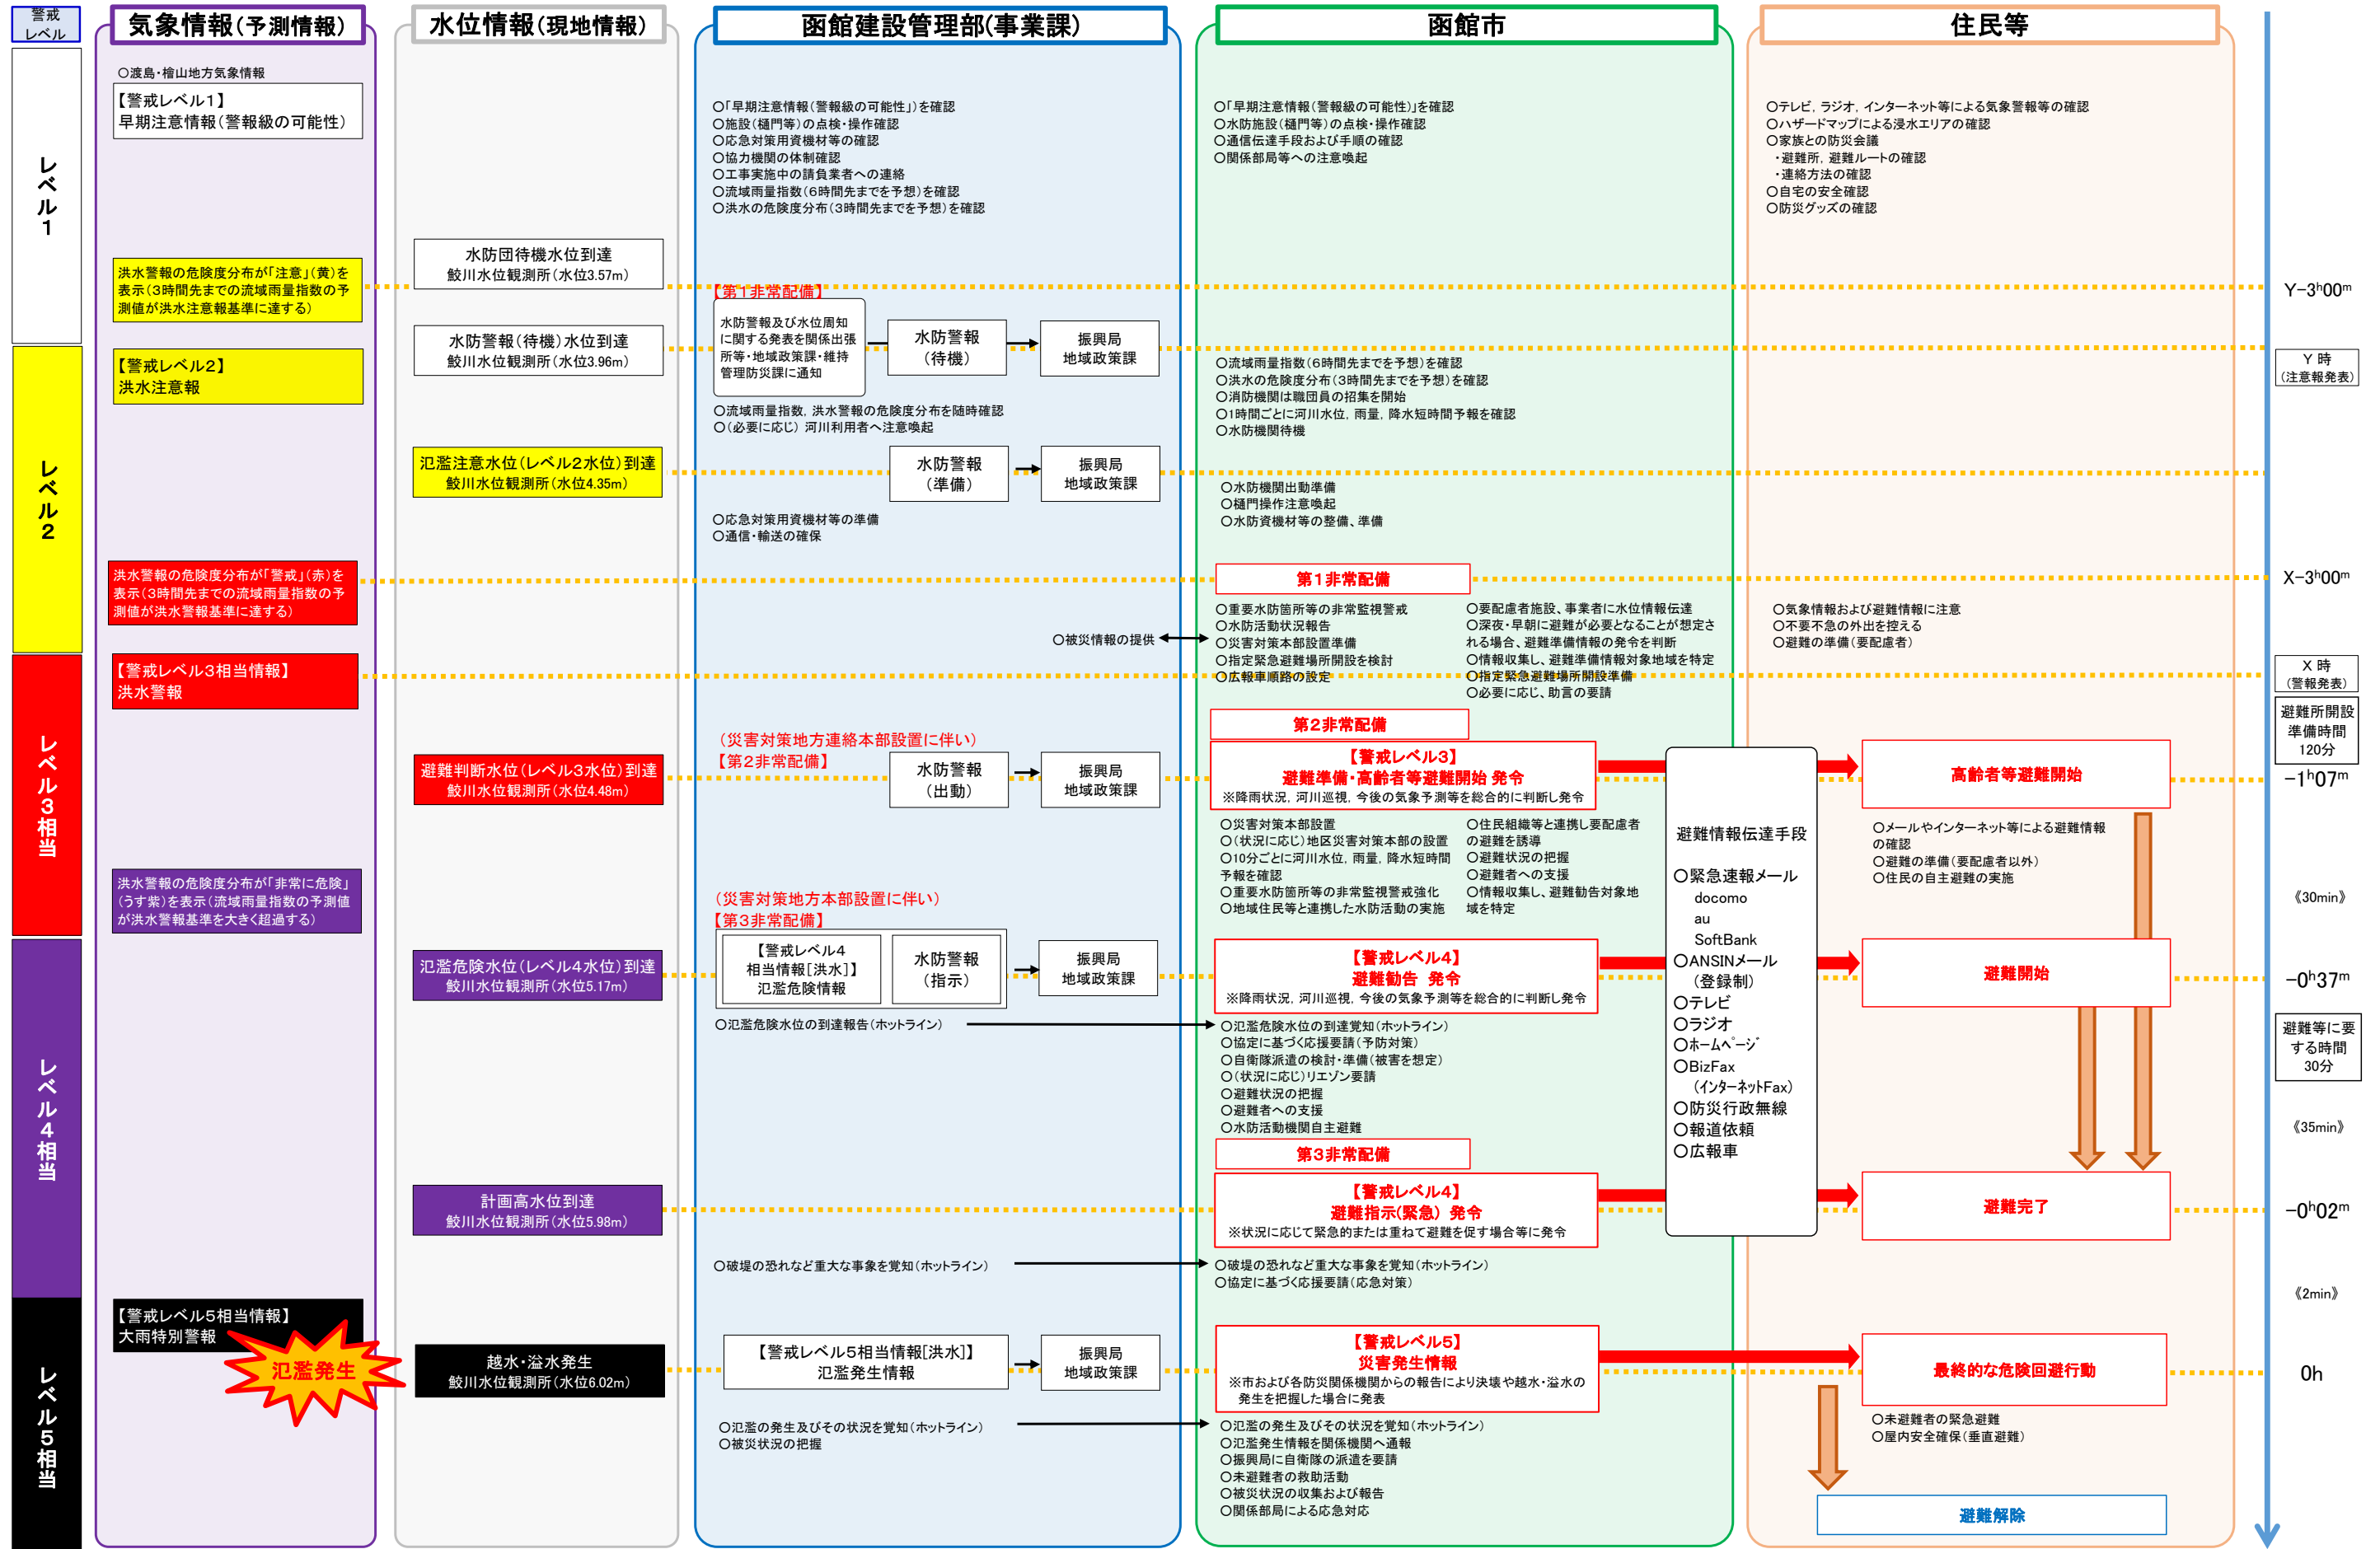 警戒
レベル
気象情報(予測情報)
水位情報(現地情報)
函館建設管理部(事業課)
函館市
住民等
レベル1
○渡島・檜山地方気象情報
【警戒レベル1】
早期注意情報(警報級の可能性)
○「早期注意情報(警報級の可能性」)を確認
○施設(樋門等)の点検・操作確認
○応急対策用資機材等の確認
○協力機関の体制確認
○工事実施中の請負業者への連絡
○流域雨量指数(6時間先までを予想)を確認
○洪水の危険度分布(3時間先までを予想)を確認
○「早期注意情報(警報級の可能性)」を確認
○水防施設(樋門等)の点検・操作確認
○通信伝達手段および手順の確認
○関係部局等への注意喚起
○テレビ, ラジオ, インターネット等による気象警報等の確認
○ハザードマップによる浸水エリアの確認
○家族との防災会議
・避難所, 避難ルートの確認
・連絡方法の確認
○自宅の安全確認
○防災グッズの確認
水防団待機水位到達
鮫川水位観測所(水位3.57m)
洪水警報の危険度分布が「注意」(黄)を
表示(3時間先までの流域雨量指数の予
測値が洪水注意報基準に達する)
Y-3h00m
【第1非常配備】
水防警報及び水位周知
に関する発表を関係出張
所等・地域政策課・維持
管理防災課に通知
水防警報
(待機)
振興局
地域政策課
水防警報(待機)水位到達
鮫川水位観測所(水位3.96m)
レベル2
【警戒レベル2】
洪水注意報
Y 時
(注意報発表)
○流域雨量指数, 洪水警報の危険度分布を随時確認
○(必要に応じ) 河川利用者へ注意喚起
○流域雨量指数(6時間先までを予想)を確認
○洪水の危険度分布(3時間先までを予想)を確認
○消防機関は職団員の招集を開始
○1時間ごとに河川水位, 雨量, 降水短時間予報を確認
○水防機関待機
氾濫注意水位(レベル2水位)到達
鮫川水位観測所(水位4.35m)
水防警報
(準備)
振興局
地域政策課
○応急対策用資機材等の準備
○通信・輸送の確保
○水防機関出動準備
○樋門操作注意喚起
○水防資機材等の整備、準備
洪水警報の危険度分布が「警戒」(赤)を
表示(3時間先までの流域雨量指数の予
測値が洪水警報基準に達する)
第1非常配備
X-3h00m
○被災情報の提供
○重要水防箇所等の非常監視警戒
○水防活動状況報告
○災害対策本部設置準備
○指定緊急避難場所開設を検討
○広報車順路の設定
○要配慮者施設、事業者に水位情報伝達
○深夜・早朝に避難が必要となることが想定さ
れる場合、避難準備情報の発令を判断
○情報収集し、避難準備情報対象地域を特定
○指定緊急避難場所開設準備
○必要に応じ、助言の要請
○気象情報および避難情報に注意
○不要不急の外出を控える
○避難の準備(要配慮者)
レベル3相当
【警戒レベル3相当情報】
洪水警報
X 時
(警報発表)
避難所開設
準備時間
120分
第2非常配備
(災害対策地方連絡本部設置に伴い)
【第2非常配備】
避難判断水位(レベル3水位)到達
鮫川水位観測所(水位4.48m)
水防警報
(出動)
振興局
地域政策課
【警戒レベル3】
避難準備・高齢者等避難開始 発令
※降雨状況, 河川巡視, 今後の気象予測等を総合的に判断し発令
高齢者等避難開始
-1h07m
○災害対策本部設置
○(状況に応じ)地区災害対策本部の設置
○10分ごとに河川水位, 雨量, 降水短時間
予報を確認
○重要水防箇所等の非常監視警戒強化
○地域住民等と連携した水防活動の実施
○住民組織等と連携し要配慮者
の避難を誘導
○避難状況の把握
○避難者への支援
○情報収集し、避難勧告対象地
域を特定
避難情報伝達手段
○緊急速報メール
docomo
au
SoftBank
○ANSINメール
(登録制)
○テレビ
○ラジオ
○ホームページ
○BizFax
(インターネットFax)
○防災行政無線
○報道依頼
○広報車
○メールやインターネット等による避難情報
の確認
○避難の準備(要配慮者以外)
○住民の自主避難の実施
洪水警報の危険度分布が「非常に危険」
(うす紫)を表示(流域雨量指数の予測値
が洪水警報基準を大きく超過する)
《30min》
(災害対策地方本部設置に伴い)
【第3非常配備】
レベル4相当
氾濫危険水位(レベル4水位)到達
鮫川水位観測所(水位5.17m)
【警戒レベル4
相当情報[洪水]】
氾濫危険情報
水防警報
(指示)
振興局
地域政策課
【警戒レベル4】
避難勧告 発令
※降雨状況, 河川巡視, 今後の気象予測等を総合的に判断し発令
避難開始
-0h37m
○氾濫危険水位の到達報告(ホットライン)
○氾濫危険水位の到達覚知(ホットライン)
○協定に基づく応援要請(予防対策)
○自衛隊派遣の検討・準備(被害を想定)
○(状況に応じ)リエゾン要請
○避難状況の把握
○避難者への支援
○水防活動機関自主避難
避難等に要
する時間
30分
《35min》
第3非常配備
計画高水位到達
鮫川水位観測所(水位5.98m)
【警戒レベル4】
避難指示(緊急) 発令
※状況に応じて緊急的または重ねて避難を促す場合等に発令
避難完了
-0h02m
○破堤の恐れなど重大な事象を覚知(ホットライン)
○破堤の恐れなど重大な事象を覚知(ホットライン)
○協定に基づく応援要請(応急対策)
《2min》
レベル5相当
【警戒レベル5相当情報】
大雨特別警報
氾濫発生
越水・溢水発生
鮫川水位観測所(水位6.02m)
【警戒レベル5相当情報[洪水]】
氾濫発生情報
振興局
地域政策課
【警戒レベル5】
災害発生情報
※市および各防災関係機関からの報告により決壊や越水・溢水の
発生を把握した場合に発表
最終的な危険回避行動
0h
○氾濫の発生及びその状況を覚知(ホットライン)
○被災状況の把握
○氾濫の発生及びその状況を覚知(ホットライン)
○氾濫発生情報を関係機関へ通報
○振興局に自衛隊の派遣を要請
○未避難者の救助活動
○被災状況の収集および報告
○関係部局による応急対応
○未避難者の緊急避難
○屋内安全確保(垂直避難)
避難解除